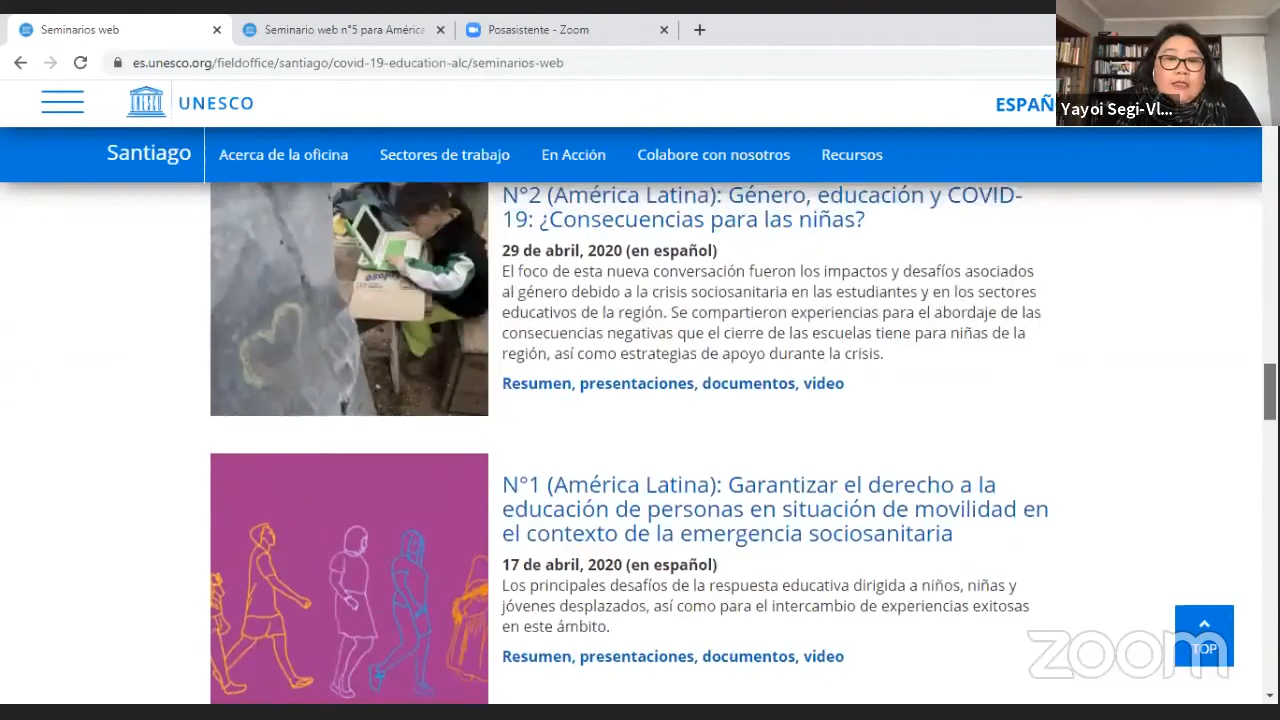 Seminarios web
Seminario web n°5 para América
Posasistente - Zoom
es.unesco.org/fieldoffice/santiago/covid-19-education-alc/seminarios-web
UNESCO
ESPAÑ
Yayoi Segi-Vl...
Santiago
Acerca de la oficina
Sectores de trabajo
En Acción
Colabore con nosotros
Recursos
N°2 (América Latina): Género, educación y COVID-
19: ¿Consecuencias para las niñas?
29 de abril, 2020 (en español)
El foco de esta nueva conversación fueron los impactos y desafíos asociados
al género debido a la crisis sociosanitaria en las estudiantes y en los sectores
educativos de la región. Se compartieron experiencias para el abordaje de las
consecuencias negativas que el cierre de las escuelas tiene para niñas de la
región, así como estrategias de apoyo durante la crisis.
Resumen, presentaciones, documentos, video
N°1 (América Latina): Garantizar el derecho a la
educación de personas en situación de movilidad en
el contexto de la emergencia sociosanitaria
17 de abril, 2020 (en español)
Los principales desafíos de la respuesta educativa dirigida a niños, niñas y
jóvenes desplazados, así como para el intercambio de experiencias exitosas
en este ámbito.
Resumen, presentaciones, documentos, video
TOP
zoom